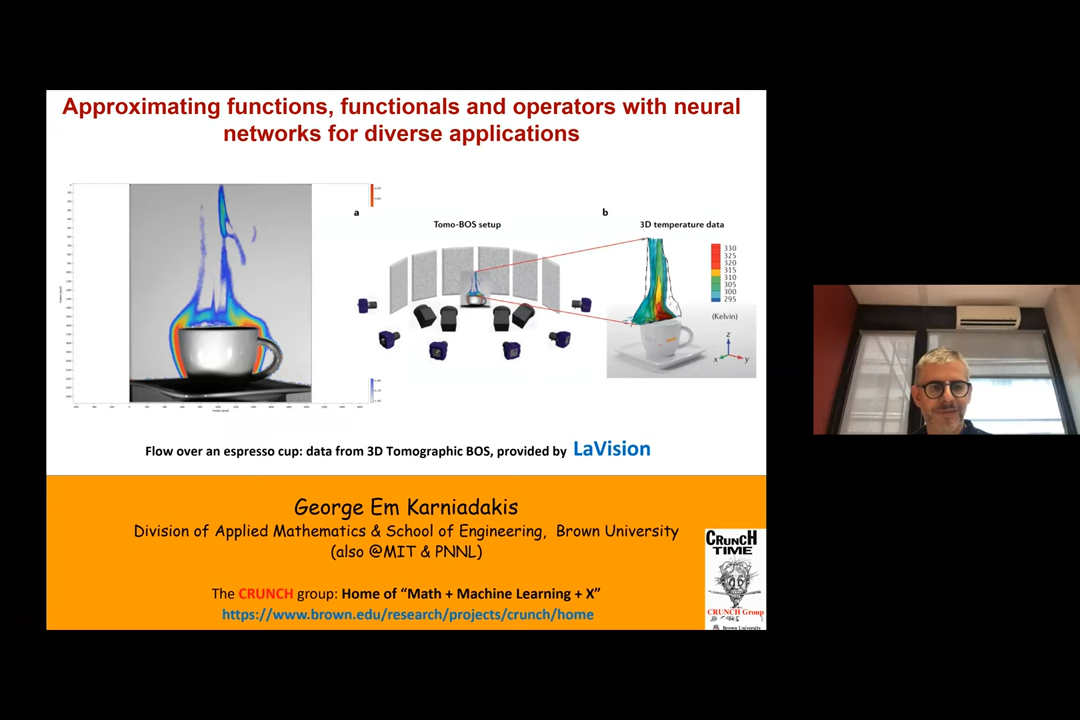 Approximating functions, functionals and operators with neural
networks for diverse applications
a
Tomo-BOS setup
b
3D temperature data
330
325
320
315
310
305
300
295
(Kelvin)
z
x
y
Flow over an espresso cup: data from 3D Tomographic BOS, provided by LaVision
George Em Karniadakis
Division of Applied Mathematics & School of Engineering, Brown University
(also @MIT & PNNL)
The CRUNCH group: Home of “Math + Machine Learning + X”
https://www.brown.edu/research/projects/crunch/home
CRUNCH
TIME
CRUNCH Group
Brown University